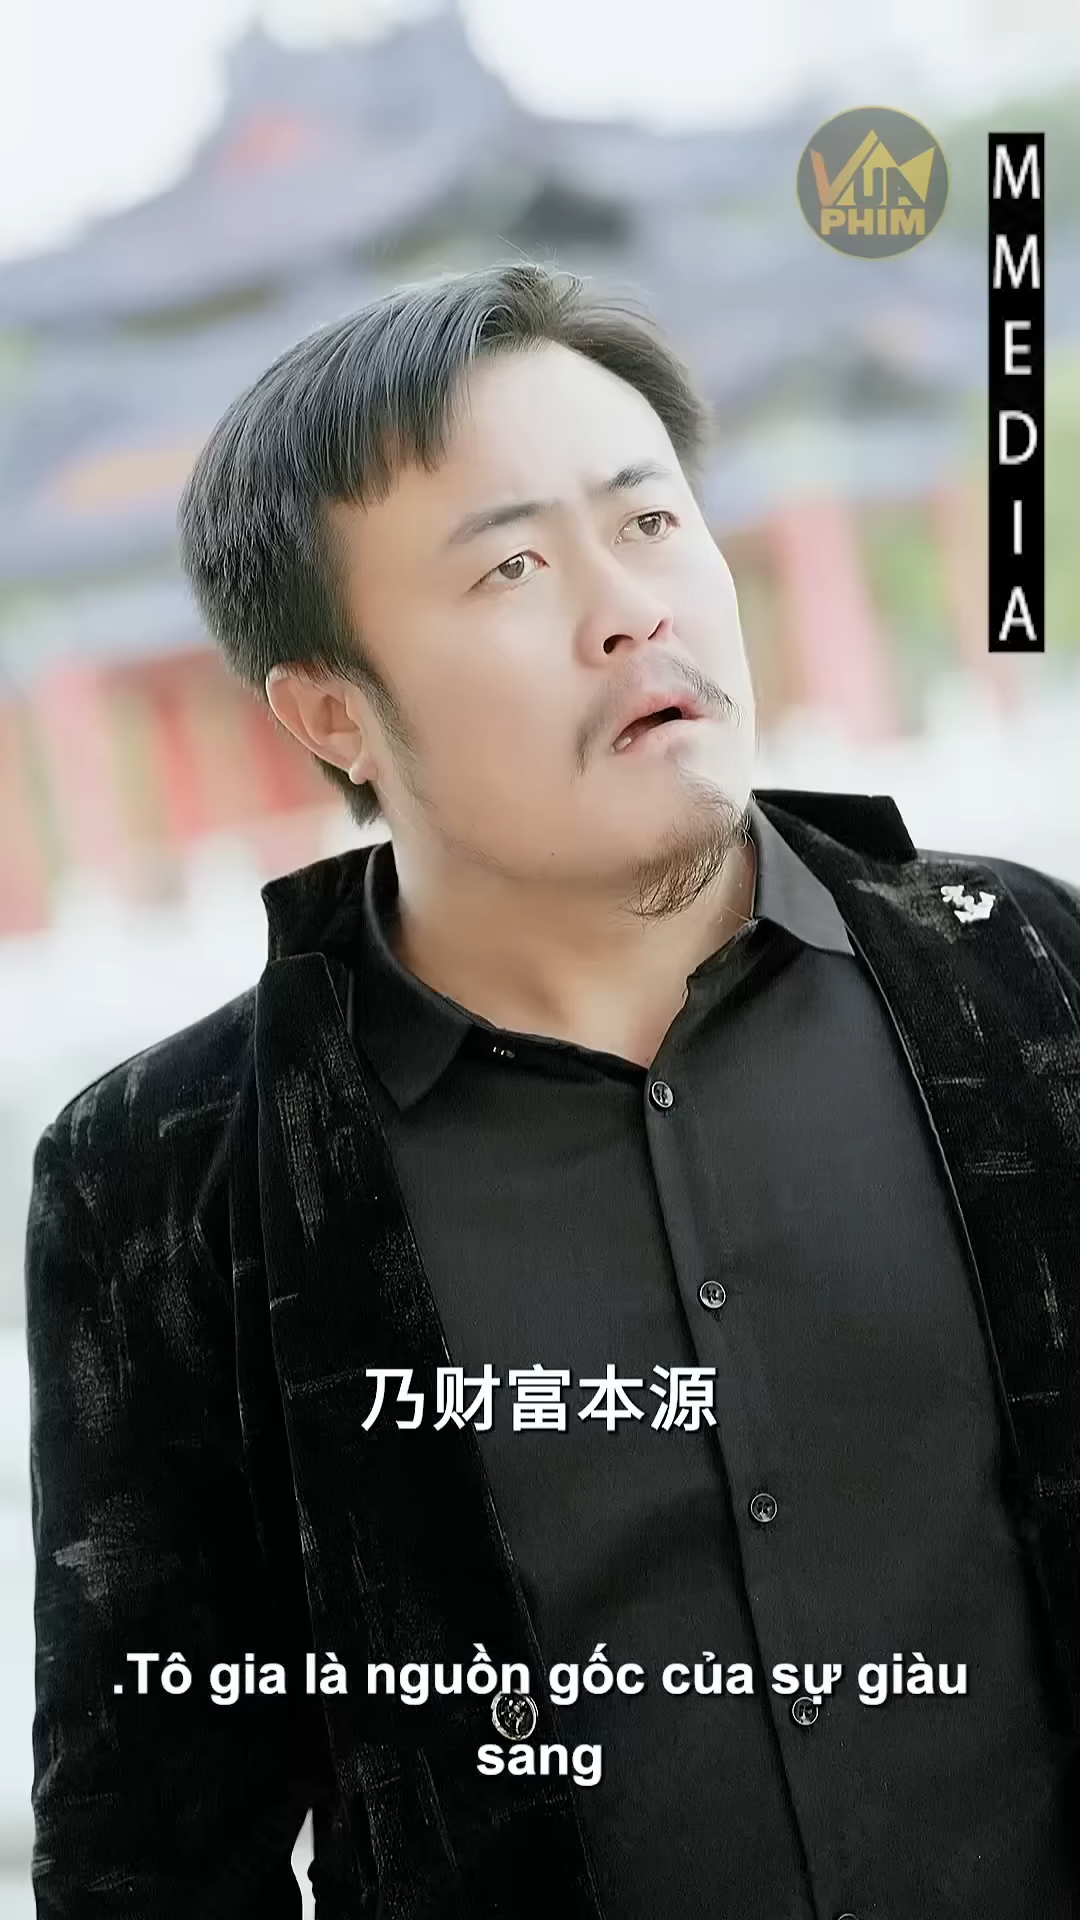 VUA
PHIM
MMEDIA
乃财富本源
.Tô gia là nguồn gốc của sự giàu
sang